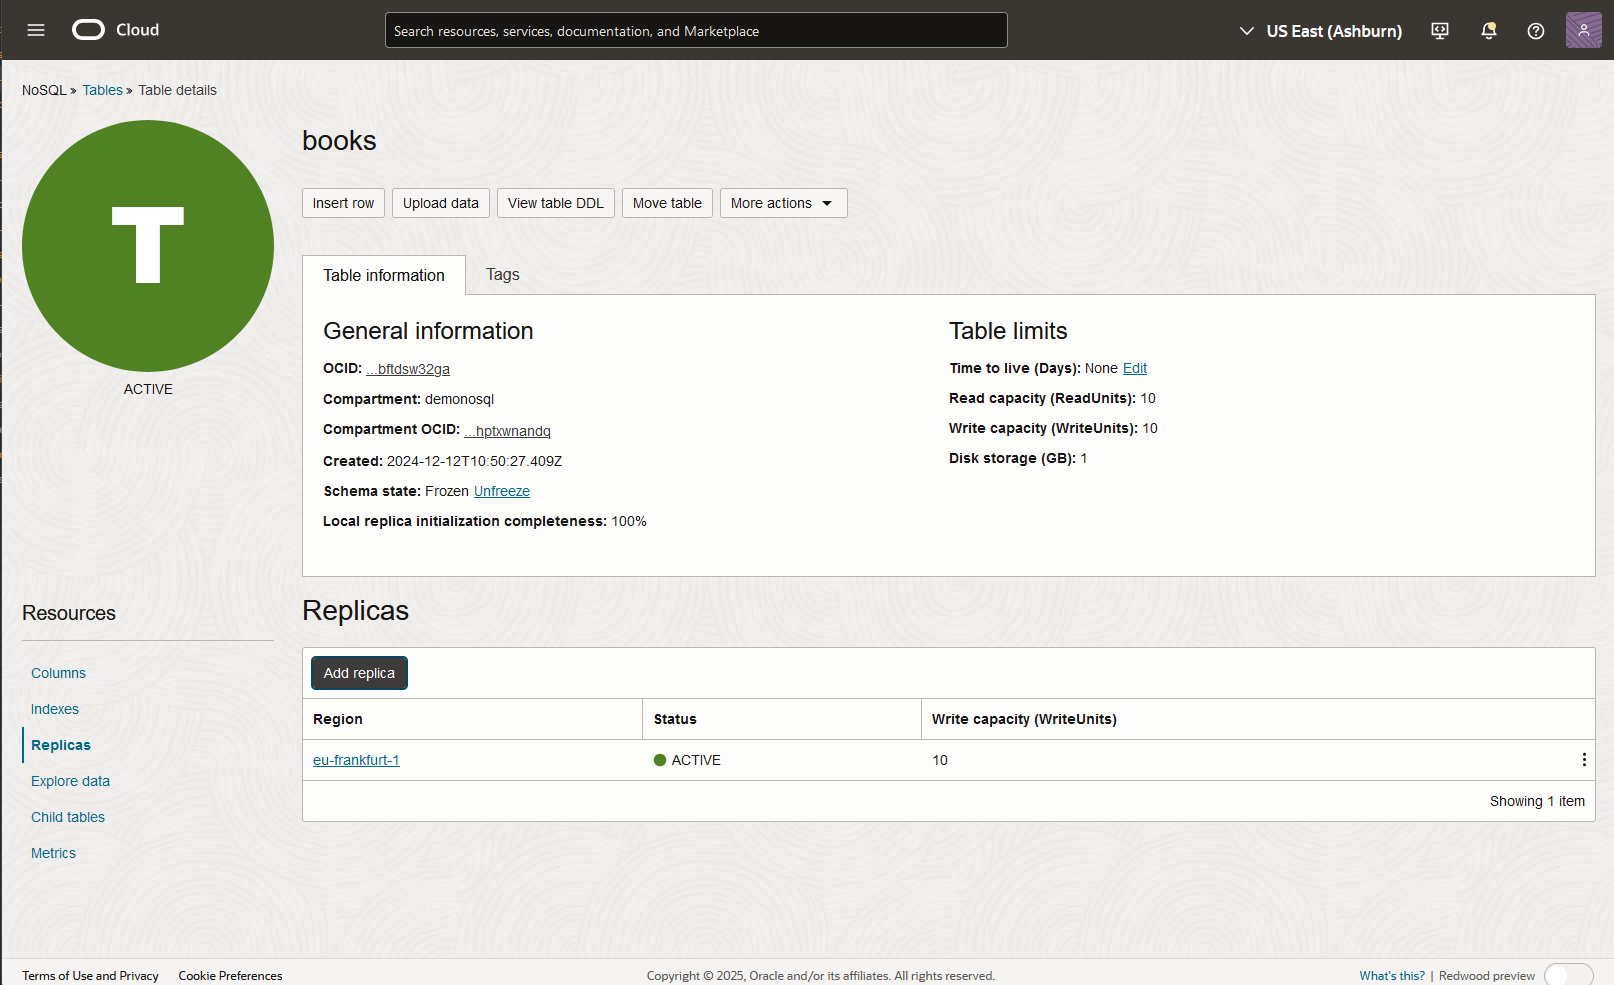 Cloud
Search resources, services, documentation, and Marketplace
US East (Ashburn)
NoSQL » Tables » Table details
T
ACTIVE
books
Insert row
Upload data
View table DDL
Move table
More actions
Table information
Tags
General information
OCID: ...bftdsw32ga
Compartment: demonosql
Compartment OCID: ...hptxwnandq
Created: 2024-12-12T10:50:27.409Z
Schema state: Frozen Unfreeze
Local replica initialization completeness: 100%
Table limits
Time to live (Days): None Edit
Read capacity (ReadUnits): 10
Write capacity (WriteUnits): 10
Disk storage (GB): 1
Resources
Columns
Indexes
Replicas
Explore data
Child tables
Metrics
Replicas
Add replica
Region Status Write capacity (WriteUnits)
eu-frankfurt-1 ACTIVE 10
Showing 1 item
Terms of Use and Privacy Cookie Preferences
Copyright © 2025, Oracle and/or its affiliates. All rights reserved.
What's this? | Redwood preview